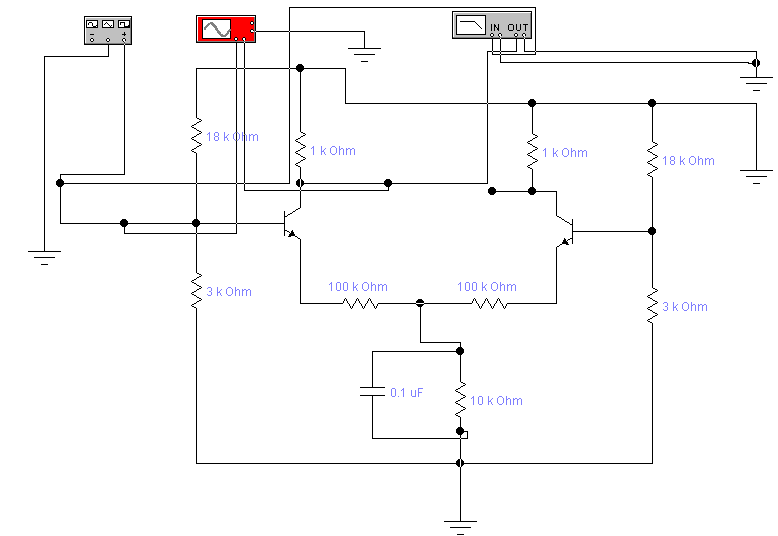 − +
IN OUT
18 k Ohm
1 k Ohm
1 k Ohm
18 k Ohm
3 k Ohm
100 k Ohm
100 k Ohm
3 k Ohm
0.1 uF
10 k Ohm